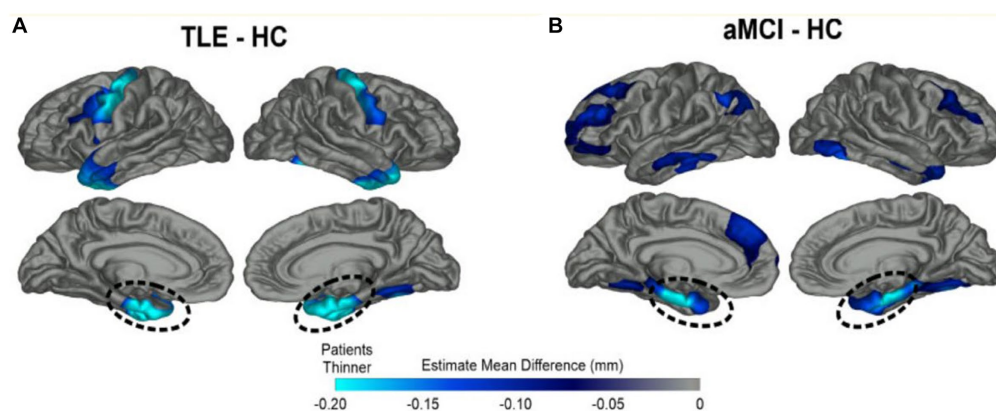 A
TLE - HC
B
aMCI - HC
Patients
Thinner
Estimate Mean Difference (mm)
-0.20 -0.15 -0.10 -0.05 0